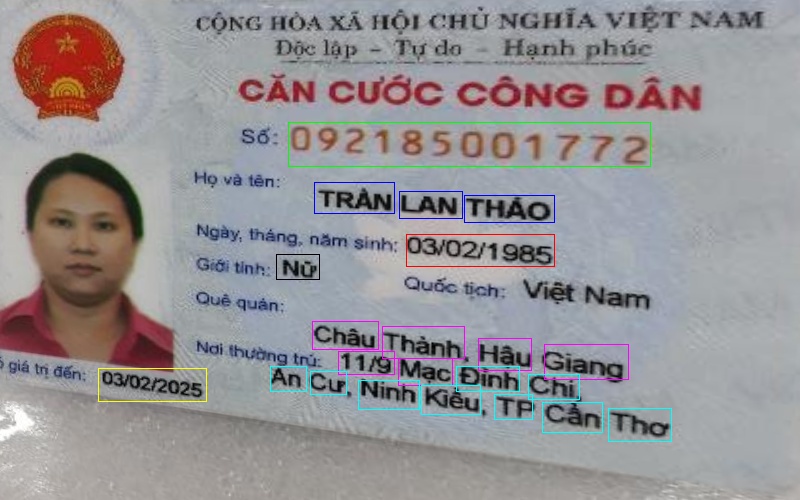 CỘNG HÒA XÃ HỘI CHỦ NGHĨA VIỆT NAM
Độc lập - Tự do - Hạnh phúc
CĂN CƯỚC CÔNG DÂN
Số: 092185001772
Họ và tên:
TRẦN LAN THẢO
Ngày, tháng, năm sinh: 03/02/1985
Giới tính: Nữ Quốc tịch: Việt Nam
Quê quán:
Châu Thành, Hậu Giang
Nơi thường trú: 11/9 Mạc Đĩnh Chi
An Cư, Ninh Kiều, TP Cần Thơ
giá trị đến: 03/02/2025